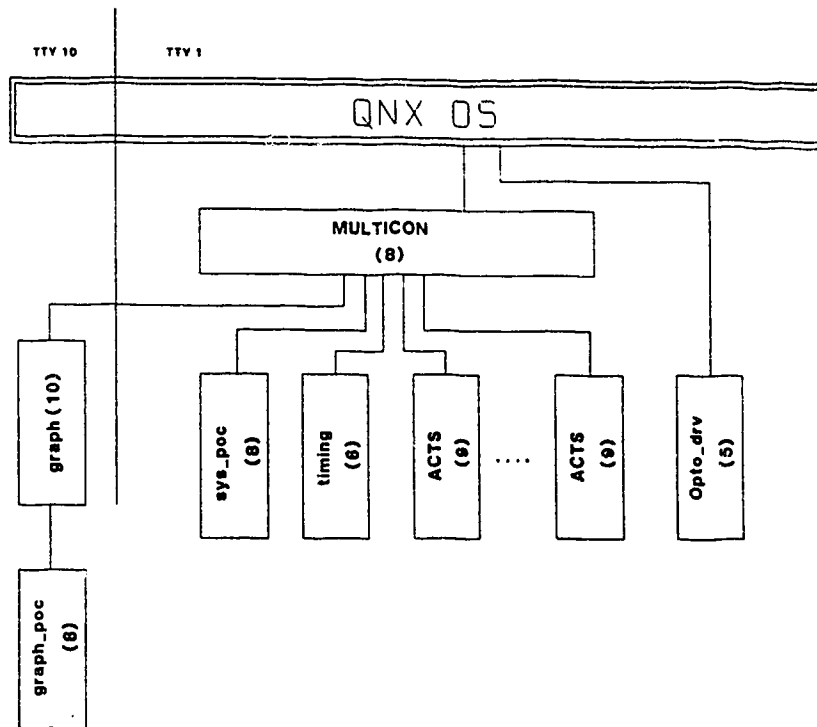 TTY 10
TTY 1
QNX OS
MULTICON
(8)
graph (10)
sys_poc
(8)
timing
(6)
ACTS
(9)
....
ACTS
(9)
Opto_drv
(5)
graph_poc
(8)